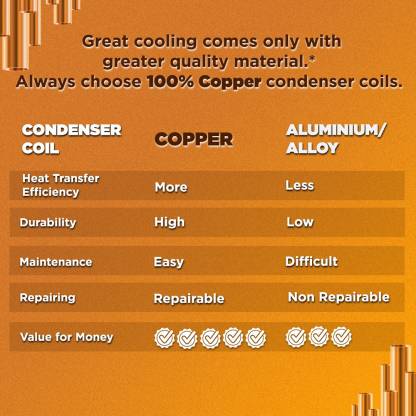 Great cooling comes only with
greater quality material.*
Always choose 100% Copper condenser coils.
CONDENSER COIL COPPER ALUMINIUM/ ALLOY
Heat Transfer Efficiency More Less
Durability High Low
Maintenance Easy Difficult
Repairing Repairable Non Repairable
Value for Money